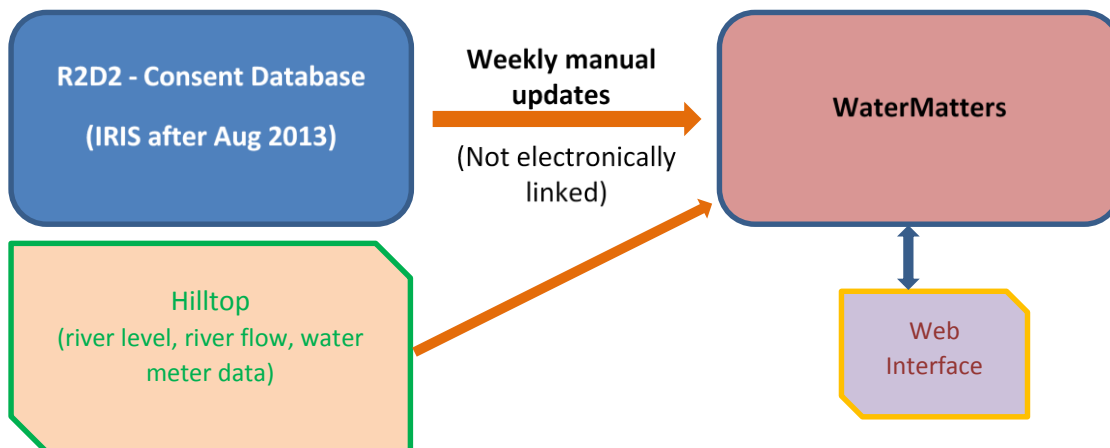 R2D2 - Consent Database
(IRIS after Aug 2013)
Weekly manual
updates
(Not electronically
linked)
WaterMatters
Hilltop
(river level, river flow, water
meter data)
Web
Interface